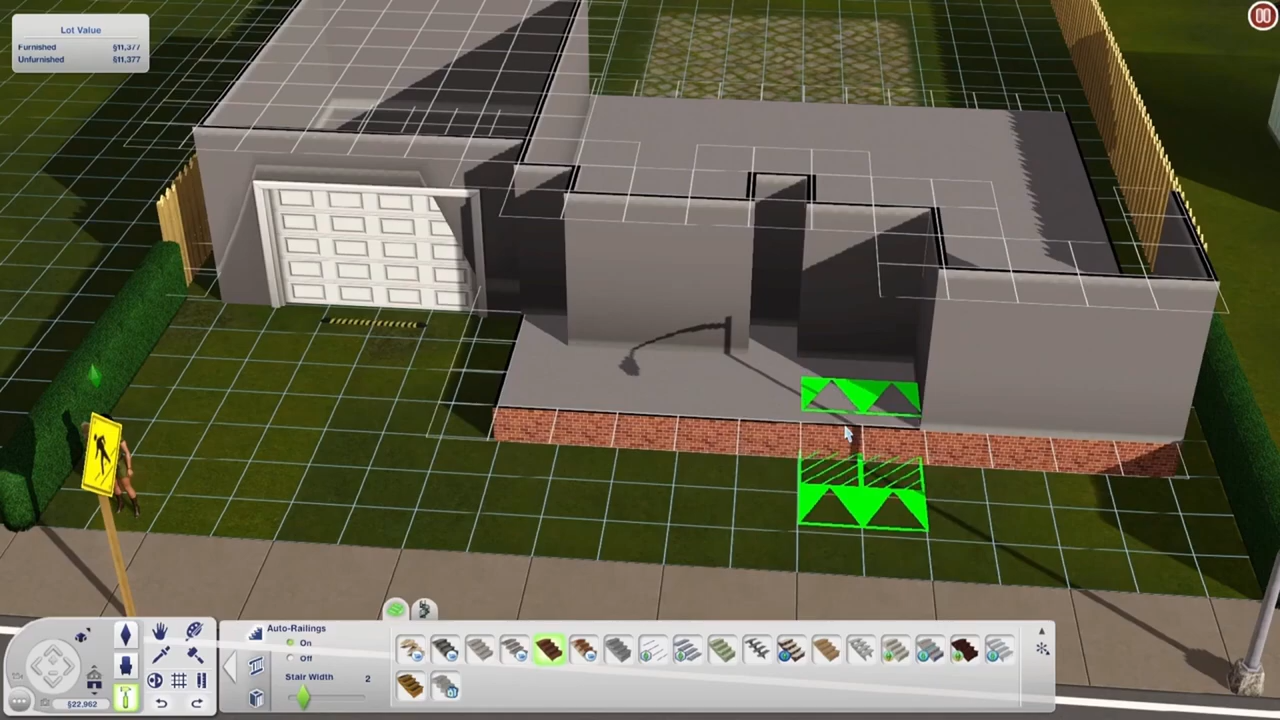 Lot Value
Furnished §11,377
Unfurnished §11,377
Auto-Railings
On
Off
Stair Width 2
§22,962